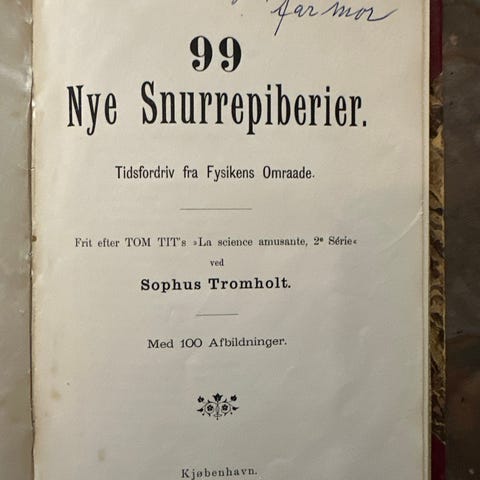 far mor
99
Nye Snurrepiberier.
Tidsfordriv fra Fysikens Omraade.
Frit efter TOM TIT's »La science amusante, 2e Série«
ved
Sophus Tromholt.
Med 100 Afbildninger.
Kjøbenhavn.